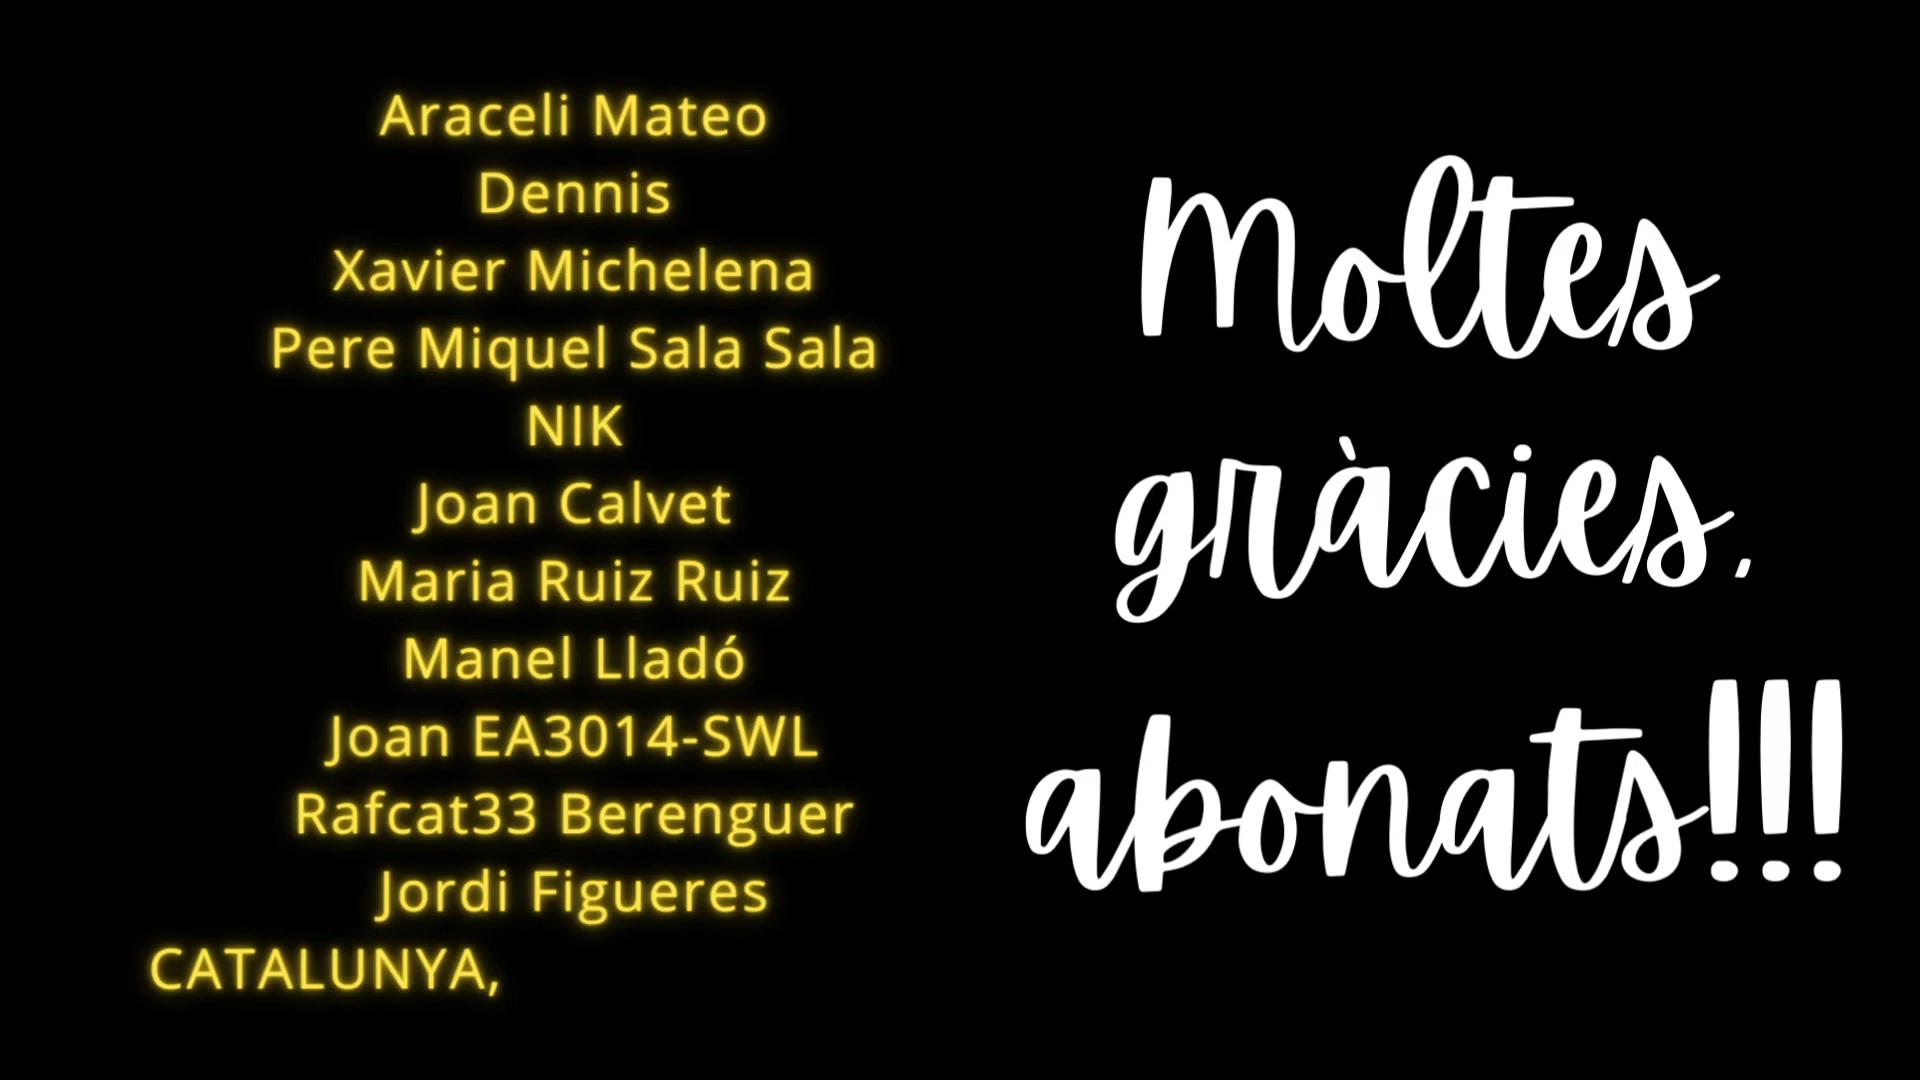 Araceli Mateo
Dennis
Xavier Michelena
Pere Miquel Sala Sala
NIK
Joan Calvet
Maria Ruiz Ruiz
Manel Lladó
Joan EA3014-SWL
Rafcat33 Berenguer
Jordi Figueres
CATALUNYA,
Moltes
gràcies,
abonats!!!